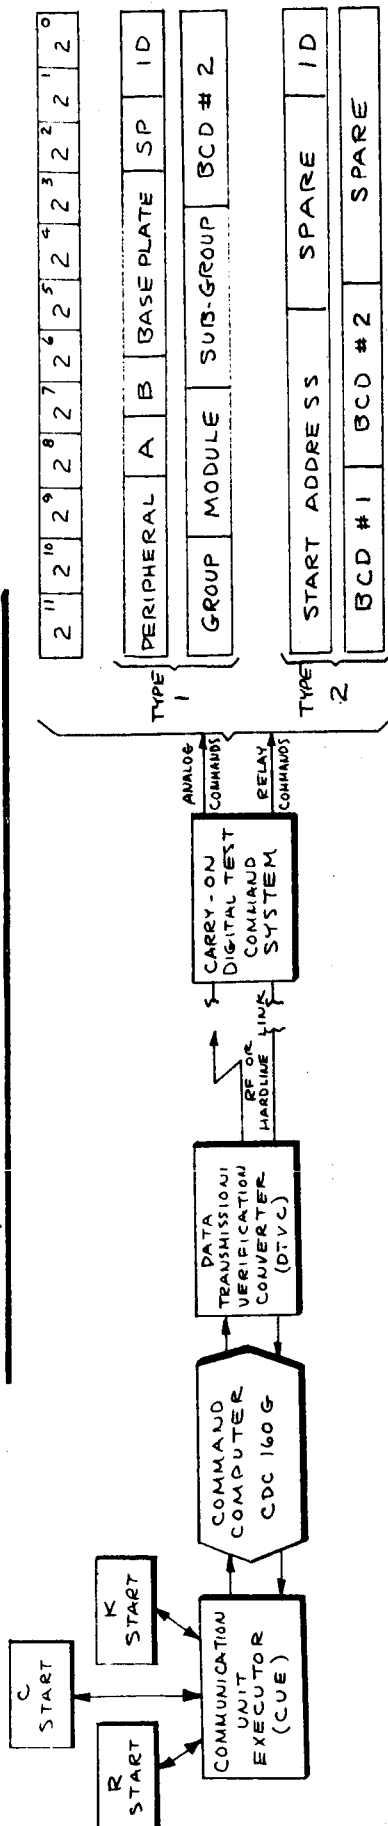 C
START
R
START
K
START
COMMUNICATION
UNIT
EXECUTOR
(CUE)
COMMAND
COMPUTER
CDC 160 G
DATA
TRANSMISSION
VERIFICATION
CONVERTER
(DTVC)
RF OR
HARDLINE LINK
CARRY-ON
DIGITAL TEST
COMMAND
SYSTEM
ANALOG
COMMANDS
RELAY
COMMANDS
2¹¹ 2¹⁰ 2⁹ 2⁸ 2⁷ 2⁶ 2⁵ 2⁴ 2³ 2² 2¹ 2⁰
TYPE
1
PERIPHERAL A B BASE PLATE SP ID
GROUP MODULE SUB-GROUP BCD # 2
TYPE
2
START ADDRESS SPARE ID
BCD #1 BCD #2 SPARE